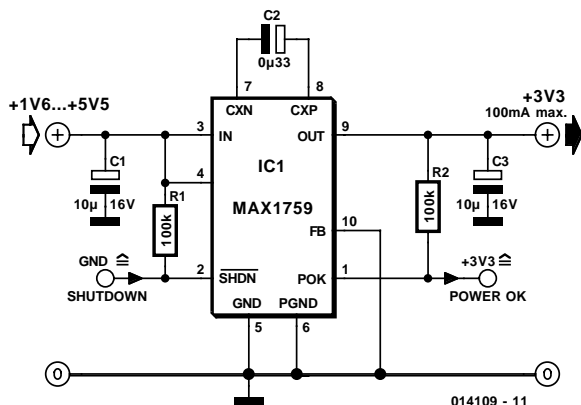 C2
0µ33
7
8
+1V6...+5V5
CXN
CXP
+3V3
100mA max.
3
IN
OUT
9
C1
IC1
R2
C3
4
R1
MAX1759
10µ
16V
100k
100k
10
10µ
16V
FB
GND ≙
2
SHDN
POK
1
+3V3 ≙
SHUTDOWN
POWER OK
GND
PGND
5
6
0
0
014109 - 11